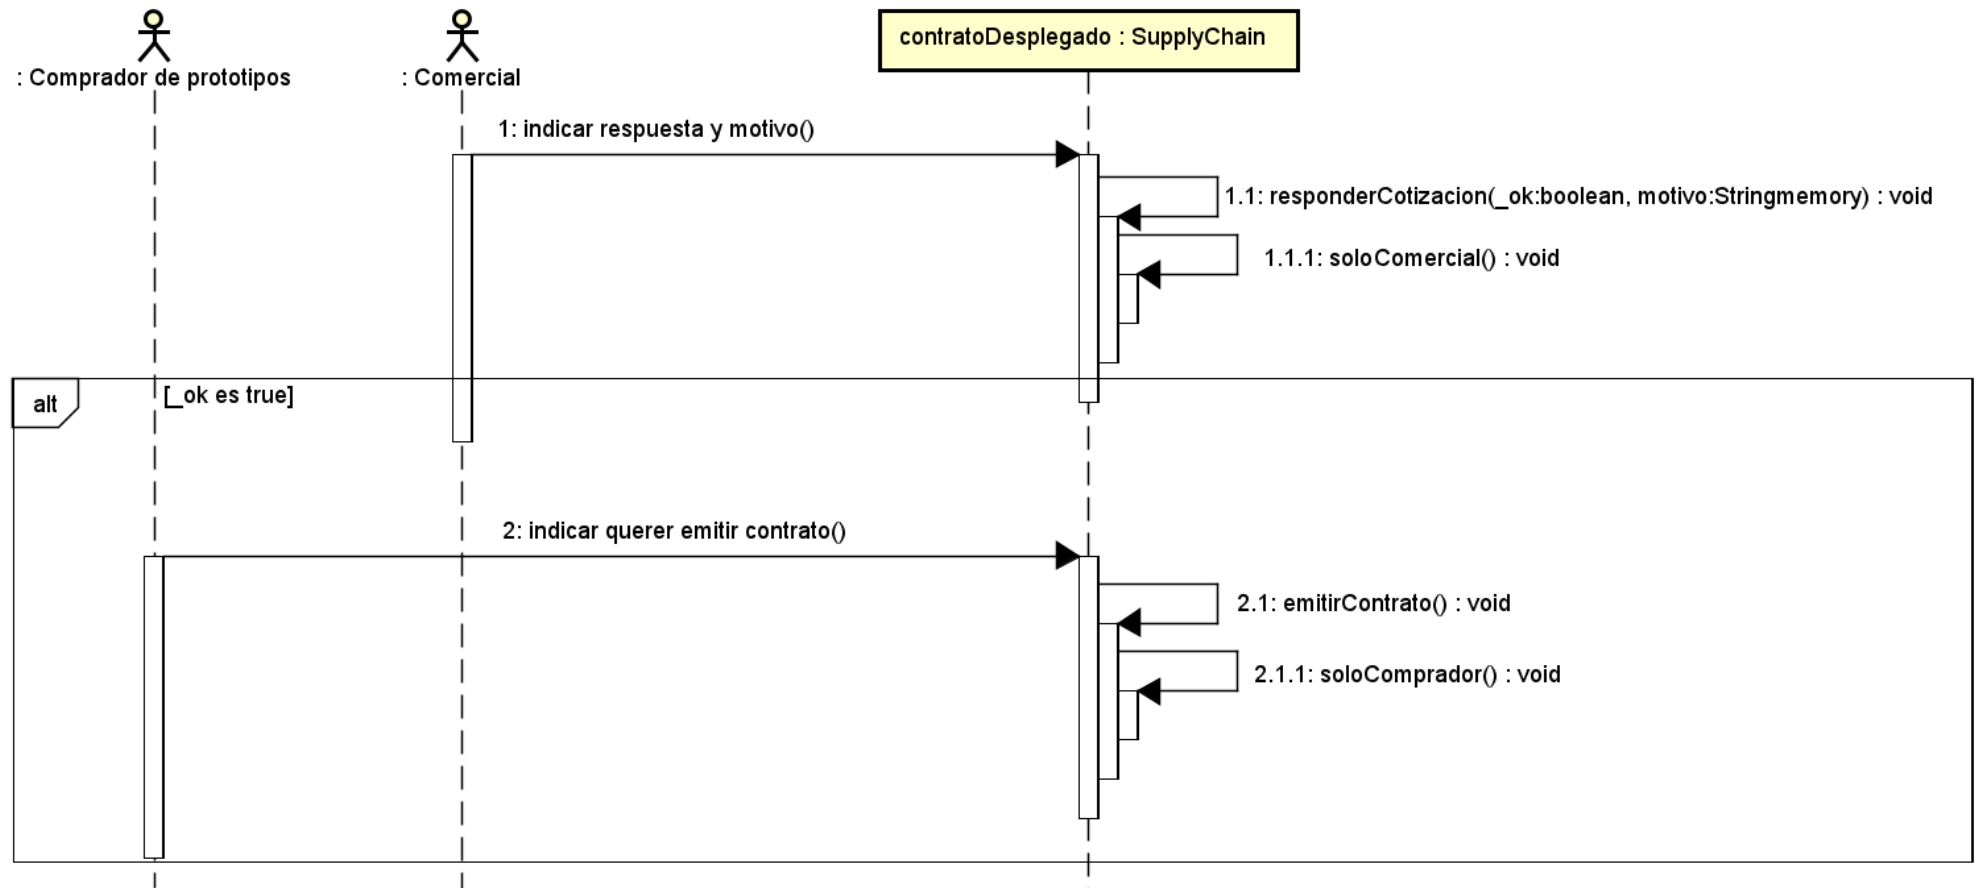 : Comprador de prototipos
: Comercial
contratoDesplegado : SupplyChain
1: indicar respuesta y motivo()
1.1: responderCotizacion(_ok:boolean, motivo:Stringmemory) : void
1.1.1: soloComercial() : void
alt
[_ok es true]
2: indicar querer emitir contrato()
2.1: emitirContrato() : void
2.1.1: soloComprador() : void